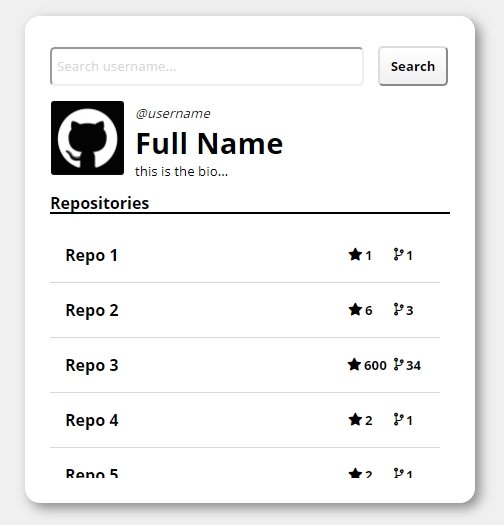 Search username... Search
@username
Full Name
this is the bio...
Repositories
Repo 1 1 1
Repo 2 6 3
Repo 3 600 34
Repo 4 2 1
Repo 5 2 1